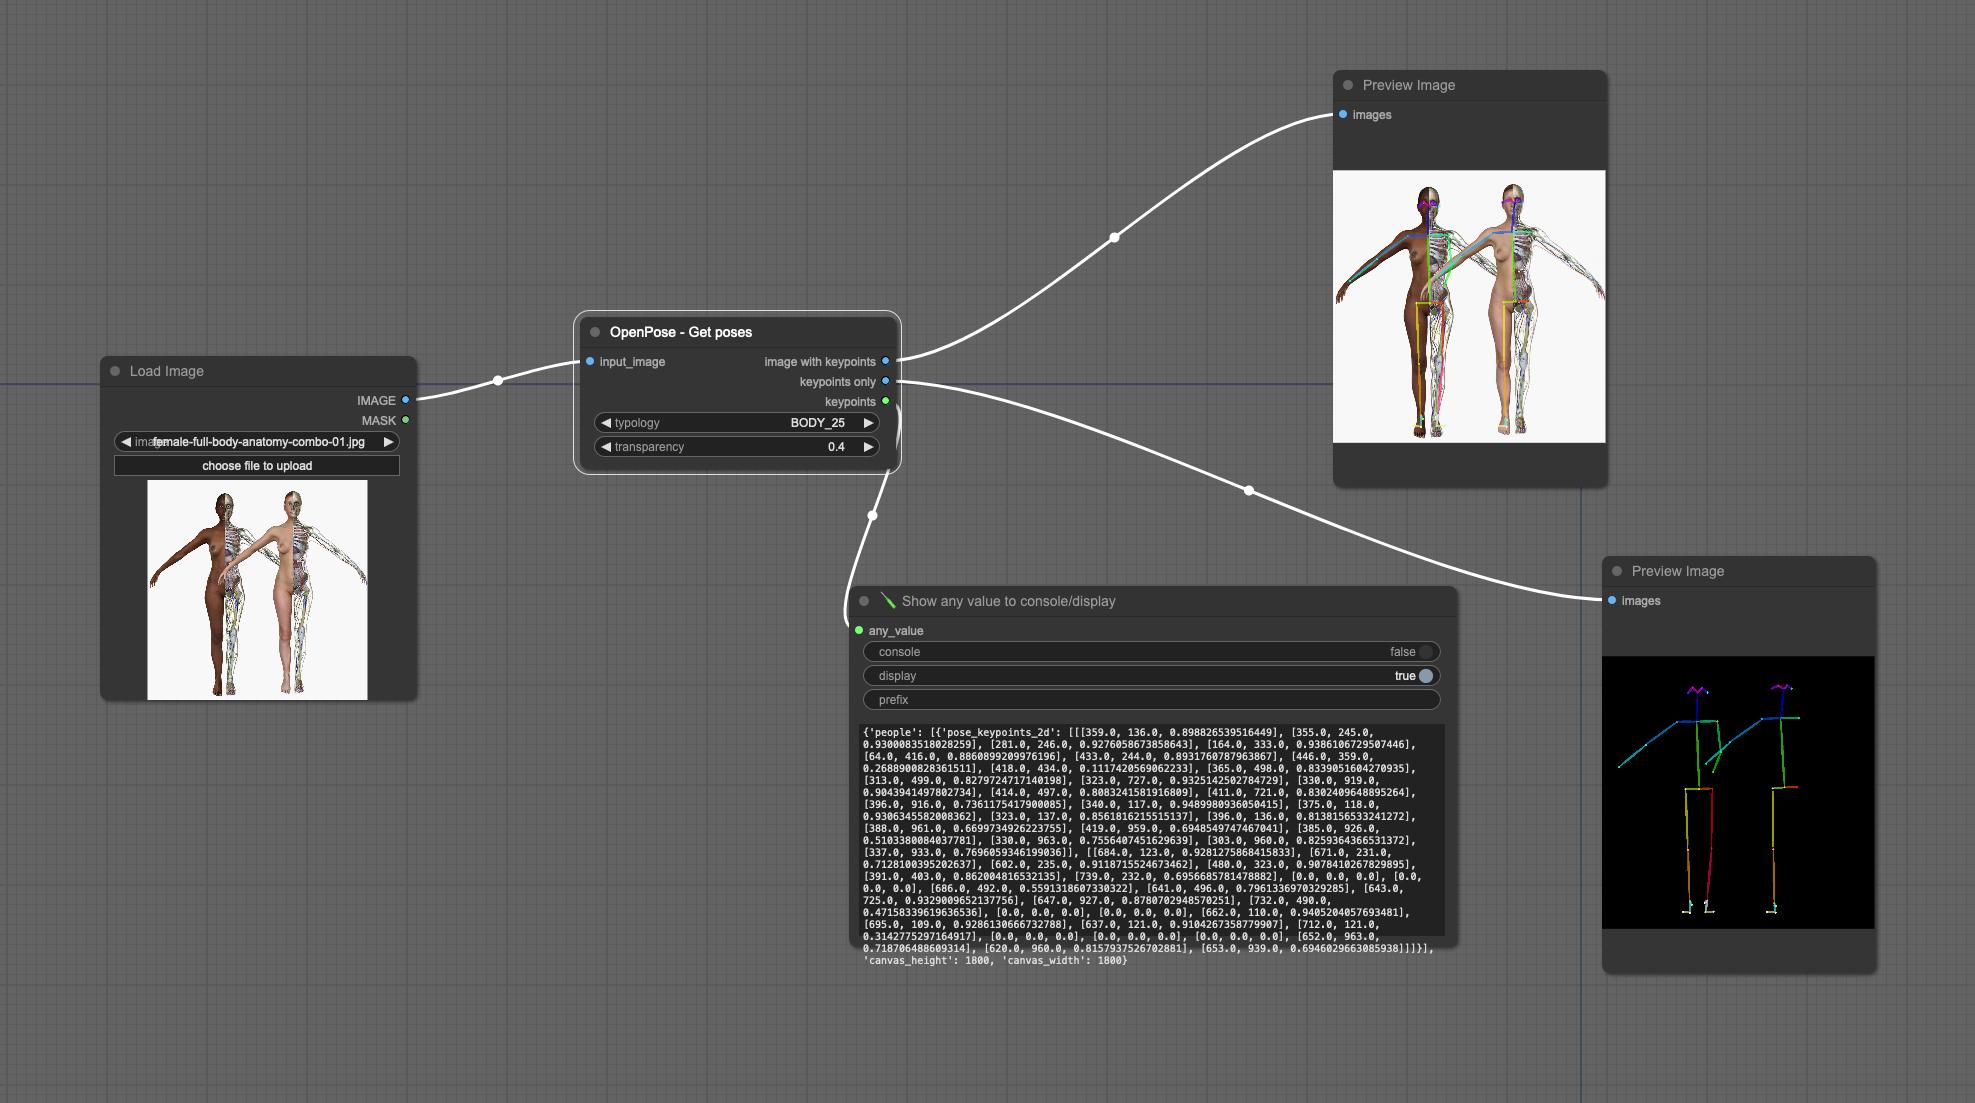 Load Image
IMAGE
MASK
female-full-body-anatomy-combo-01.jpg
choose file to upload
OpenPose - Get poses
input_image
image with keypoints
keypoints only
keypoints
typology BODY_25
transparency 0.4
Preview Image
images
Show any value to console/display
any_value
console false
display true
prefix
{'people': [{'pose_keypoints_2d': [[[359.0, 136.0, 0.898826539516449], [355.0, 245.0,
0.9300083518028259], [281.0, 246.0, 0.9276058673858643], [164.0, 333.0, 0.9386106729507446],
[64.0, 416.0, 0.8860899209976196], [433.0, 244.0, 0.8931760787963867], [446.0, 359.0,
0.2688900828361511], [418.0, 434.0, 0.1117420569062233], [365.0, 498.0, 0.8339051604270935],
[313.0, 499.0, 0.8279724717140198], [323.0, 727.0, 0.9325142502784729], [330.0, 919.0,
0.9043941497802734], [414.0, 497.0, 0.8083241581916809], [411.0, 721.0, 0.8302409648895264],
[396.0, 916.0, 0.7361175417900085], [340.0, 117.0, 0.9489980936050415], [375.0, 118.0,
0.9306345582008362], [323.0, 137.0, 0.8561816215515137], [396.0, 136.0, 0.8138156533241272],
[388.0, 961.0, 0.6699734926223755], [419.0, 959.0, 0.6948549747467041], [385.0, 926.0,
0.5103380084037781], [330.0, 963.0, 0.7556407451629639], [303.0, 960.0, 0.8259364366531372],
[337.0, 933.0, 0.7696059346199036]], [[684.0, 123.0, 0.9281275868415833], [671.0, 231.0,
0.7128100395202637], [602.0, 235.0, 0.9118715524673462], [480.0, 323.0, 0.9078410267829895],
[391.0, 403.0, 0.862004816532135], [739.0, 232.0, 0.6956685781478882], [0.0, 0.0, 0.0], [0.0,
0.0, 0.0], [686.0, 492.0, 0.5591318607330322], [641.0, 496.0, 0.7961336970329285], [643.0,
725.0, 0.9329009652137756], [647.0, 927.0, 0.8780702948570251], [732.0, 490.0,
0.47158339619636536], [0.0, 0.0, 0.0], [0.0, 0.0, 0.0], [662.0, 110.0, 0.9405204057693481],
[695.0, 109.0, 0.9286130666732788], [637.0, 121.0, 0.910426735877990​7], [712.0, 121.0,
0.3142775297164917], [0.0, 0.0, 0.0], [0.0, 0.0, 0.0], [0.0, 0.0, 0.0], [652.0, 963.0,
0.718706488609314], [620.0, 960.0, 0.8157937526702881], [653.0, 939.0, 0.6946029663085938]]]}],
'canvas_height': 1800, 'canvas_width': 1800}
Preview Image
images